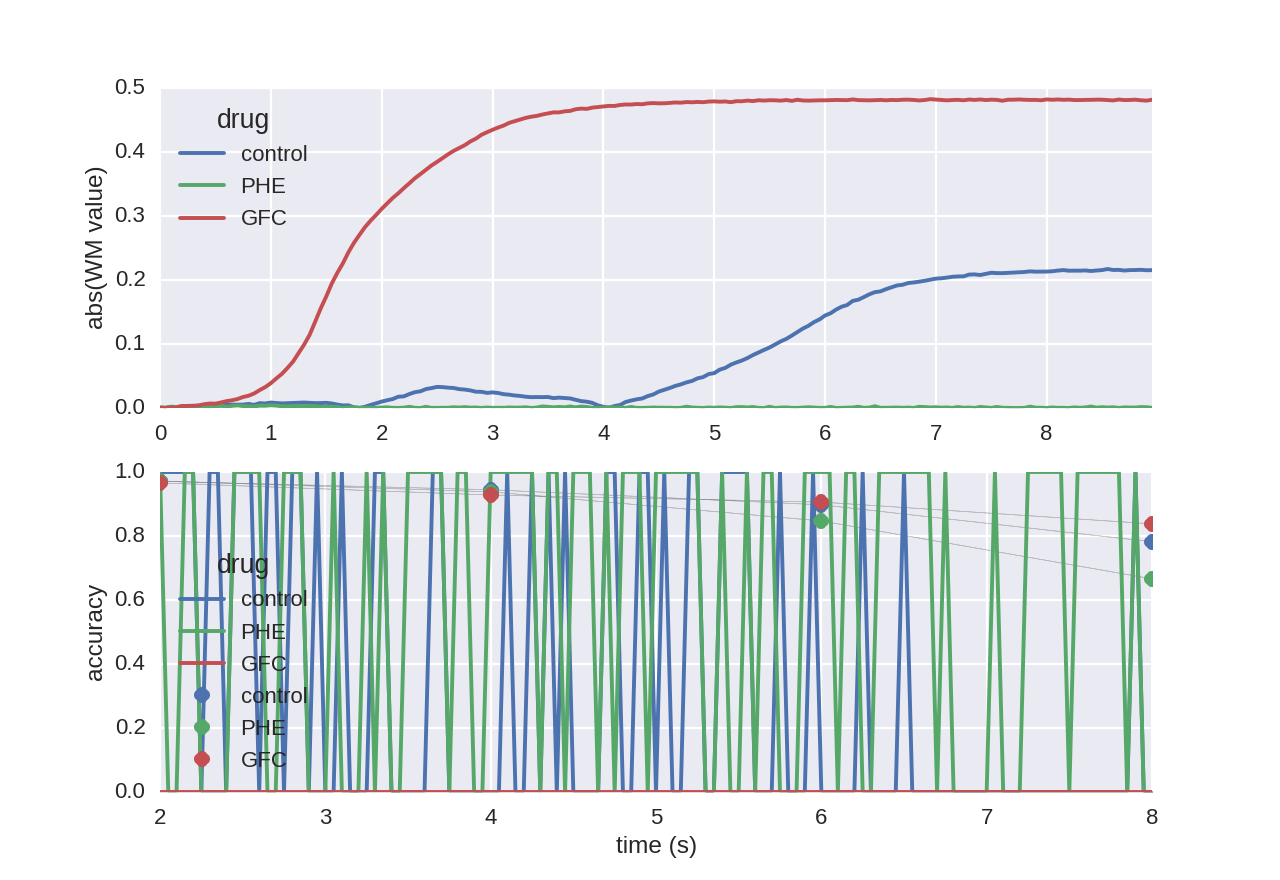 0.5
0.4
0.3
0.2
0.1
0.0
abs(WM value)
drug
control
PHE
GFC
0 1 2 3 4 5 6 7 8
1.0
0.8
0.6
0.4
0.2
0.0
accuracy
drug
control
PHE
GFC
control
PHE
GFC
2 3 4 5 6 7 8
time (s)